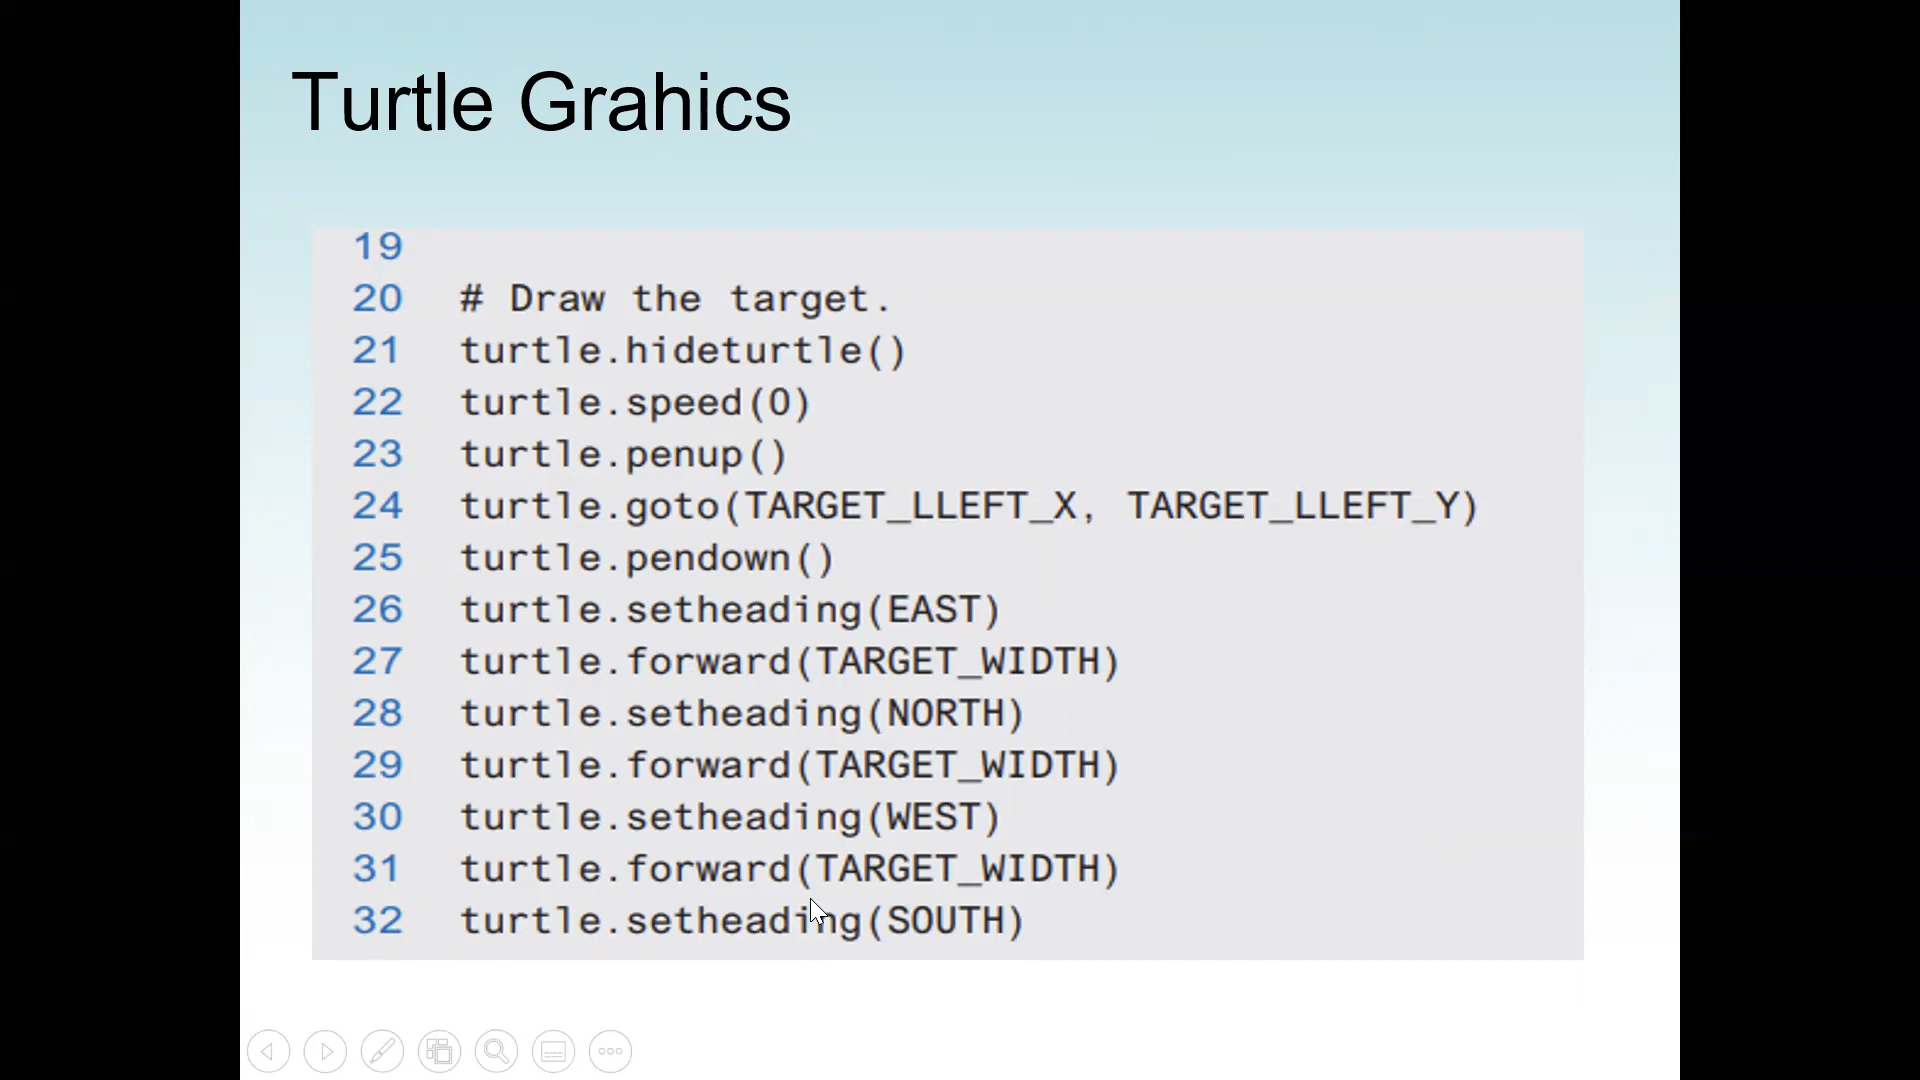 Turtle Grahics
19
20 # Draw the target.
21 turtle.hideturtle()
22 turtle.speed(0)
23 turtle.penup()
24 turtle.goto(TARGET_LLEFT_X, TARGET_LLEFT_Y)
25 turtle.pendown()
26 turtle.setheading(EAST)
27 turtle.forward(TARGET_WIDTH)
28 turtle.setheading(NORTH)
29 turtle.forward(TARGET_WIDTH)
30 turtle.setheading(WEST)
31 turtle.forward(TARGET_WIDTH)
32 turtle.setheading(SOUTH)